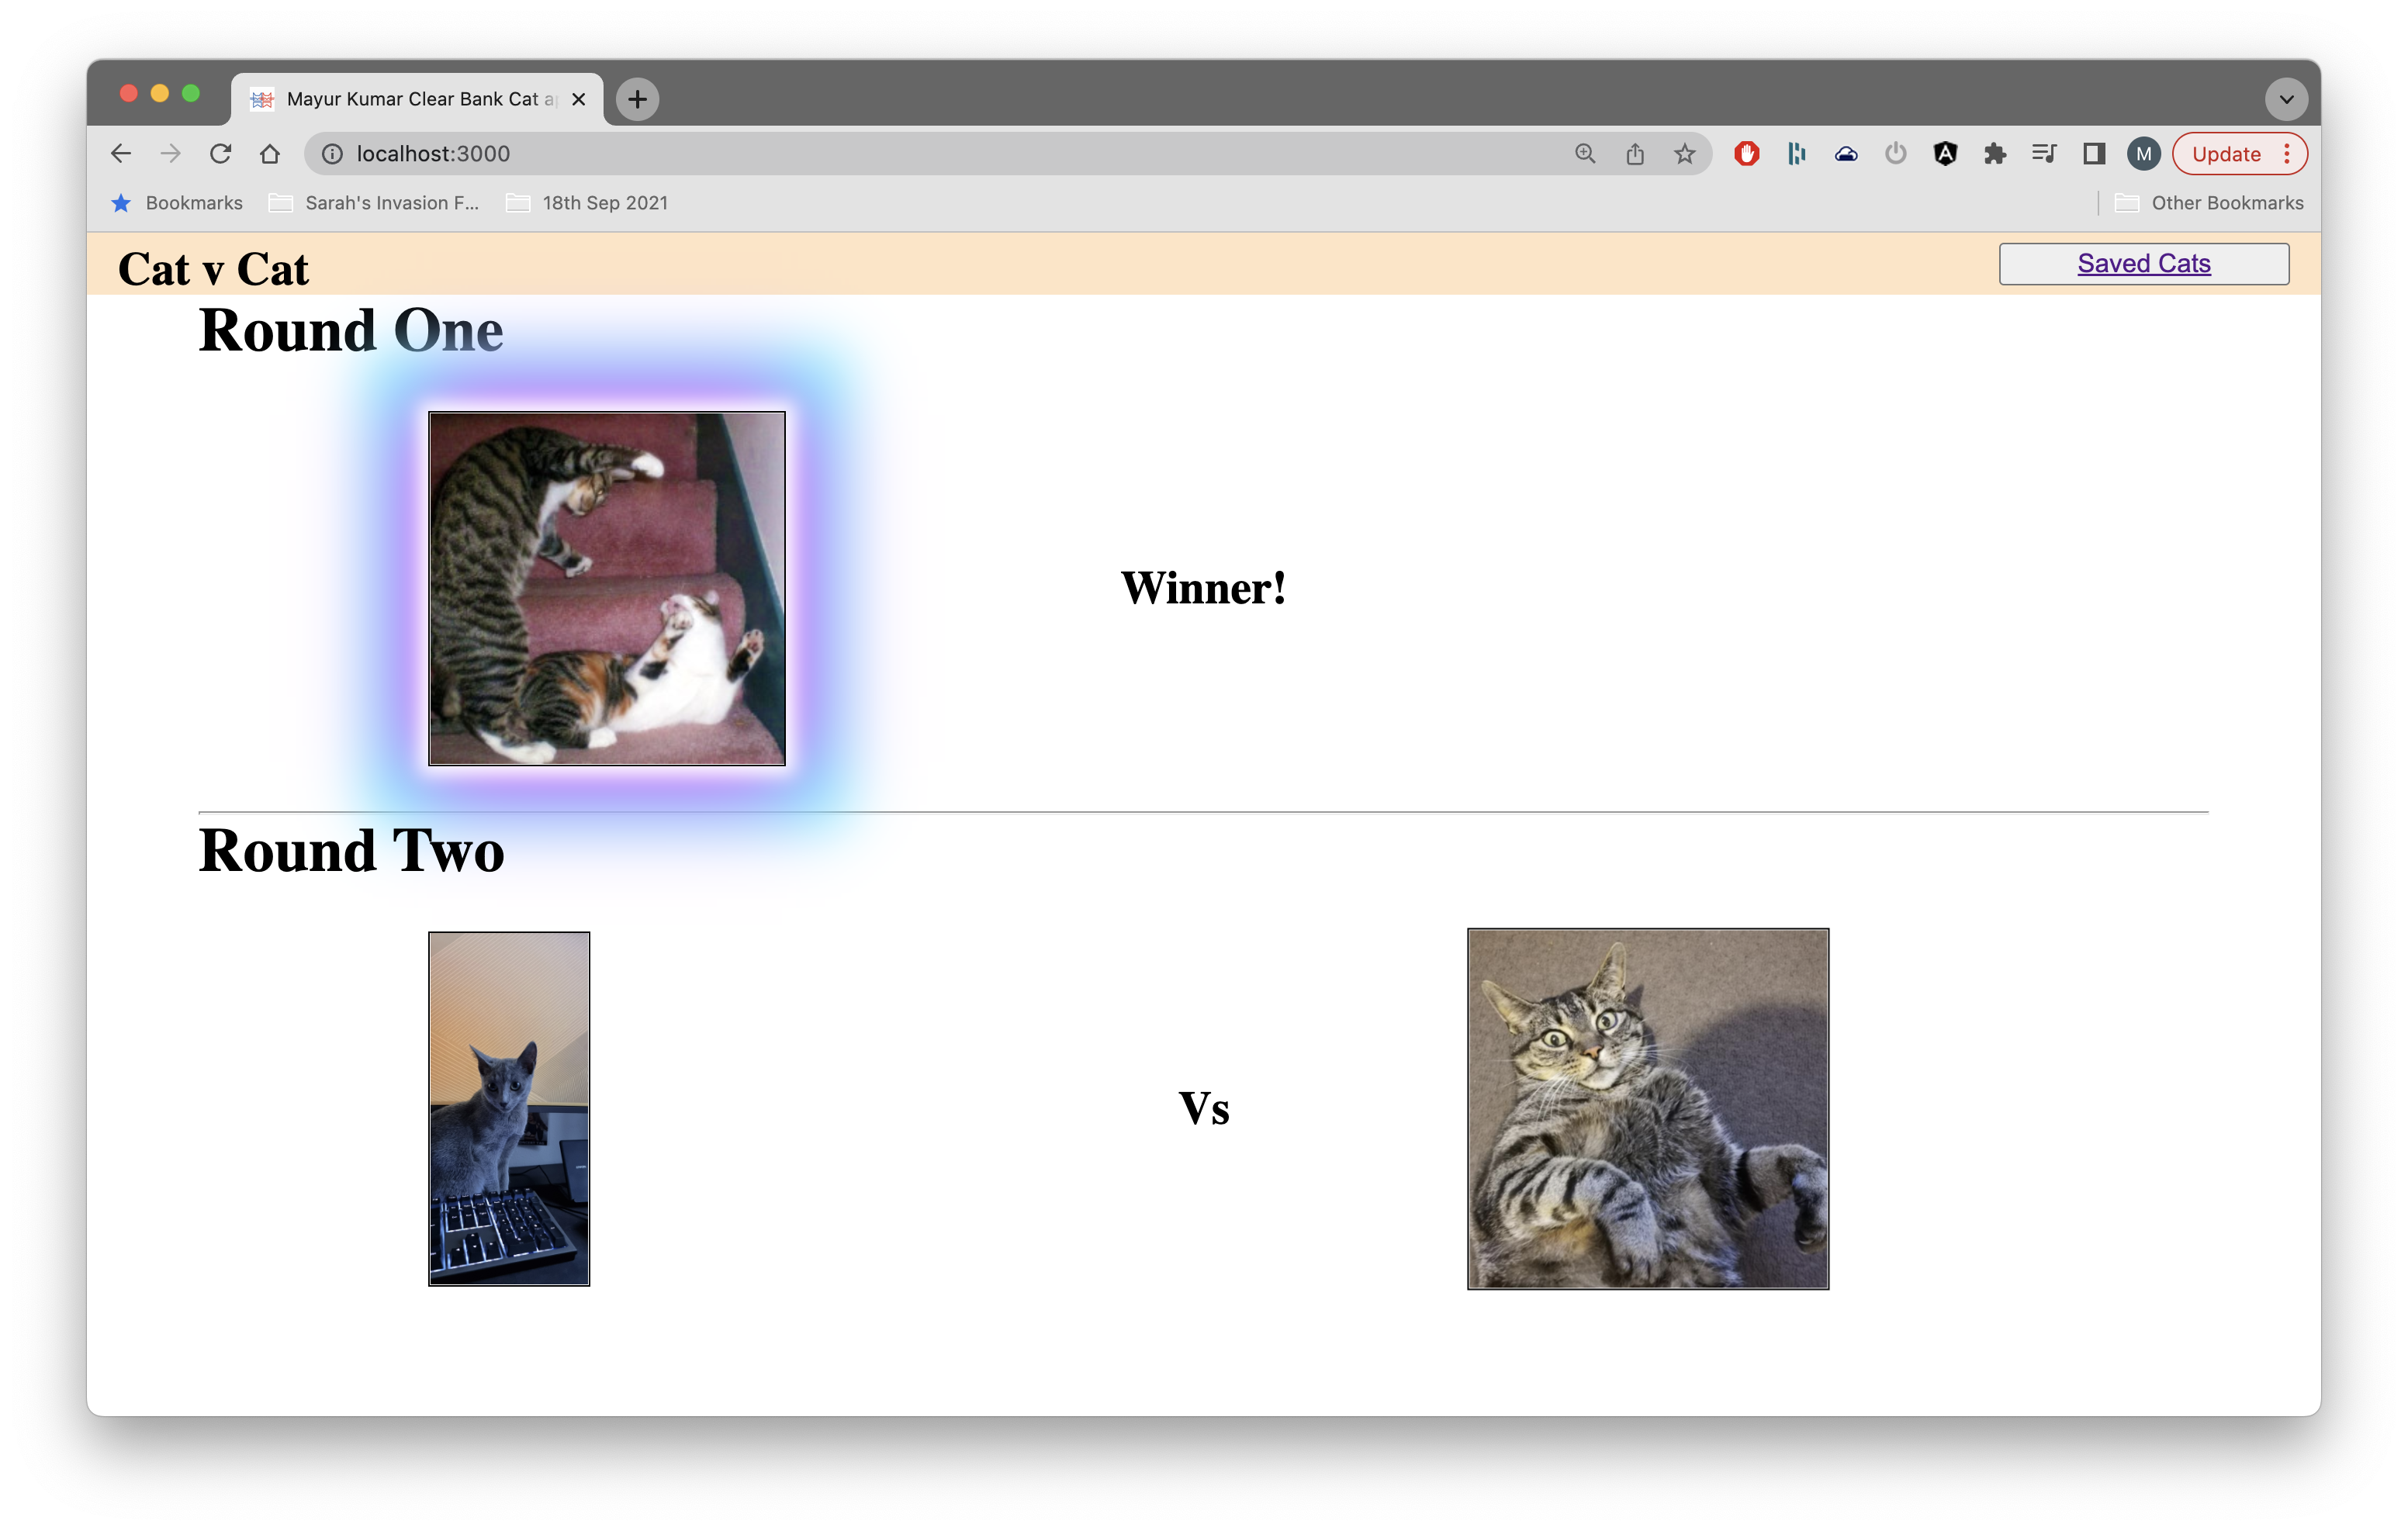 Mayur Kumar Clear Bank Cat a
localhost:3000
M
Update
Bookmarks
Sarah's Invasion F...
18th Sep 2021
Other Bookmarks
Cat v Cat
Saved Cats
Round One
Winner!
Round Two
Vs